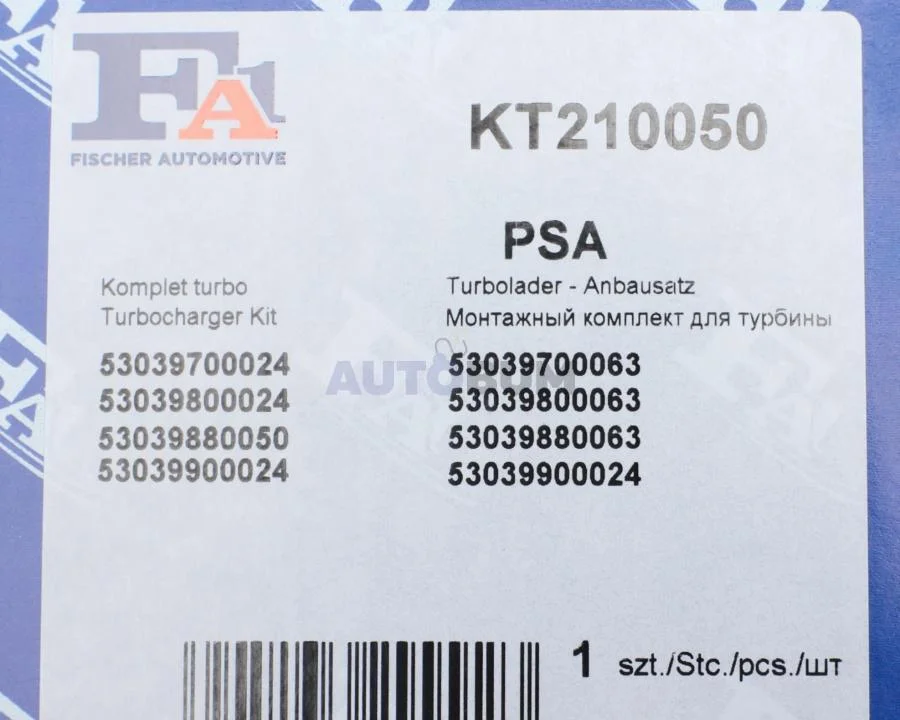 FA1
FISCHER AUTOMOTIVE
KT210050
PSA
Komplet turbo
Turbocharger Kit
Turbolader - Anbausatz
Монтажный комплект для турбины
53039700024
53039800024
53039880050
53039900024
53039700063
53039800063
53039880063
53039900024
AUTOBUM
1 szt./Stc./pcs./шт